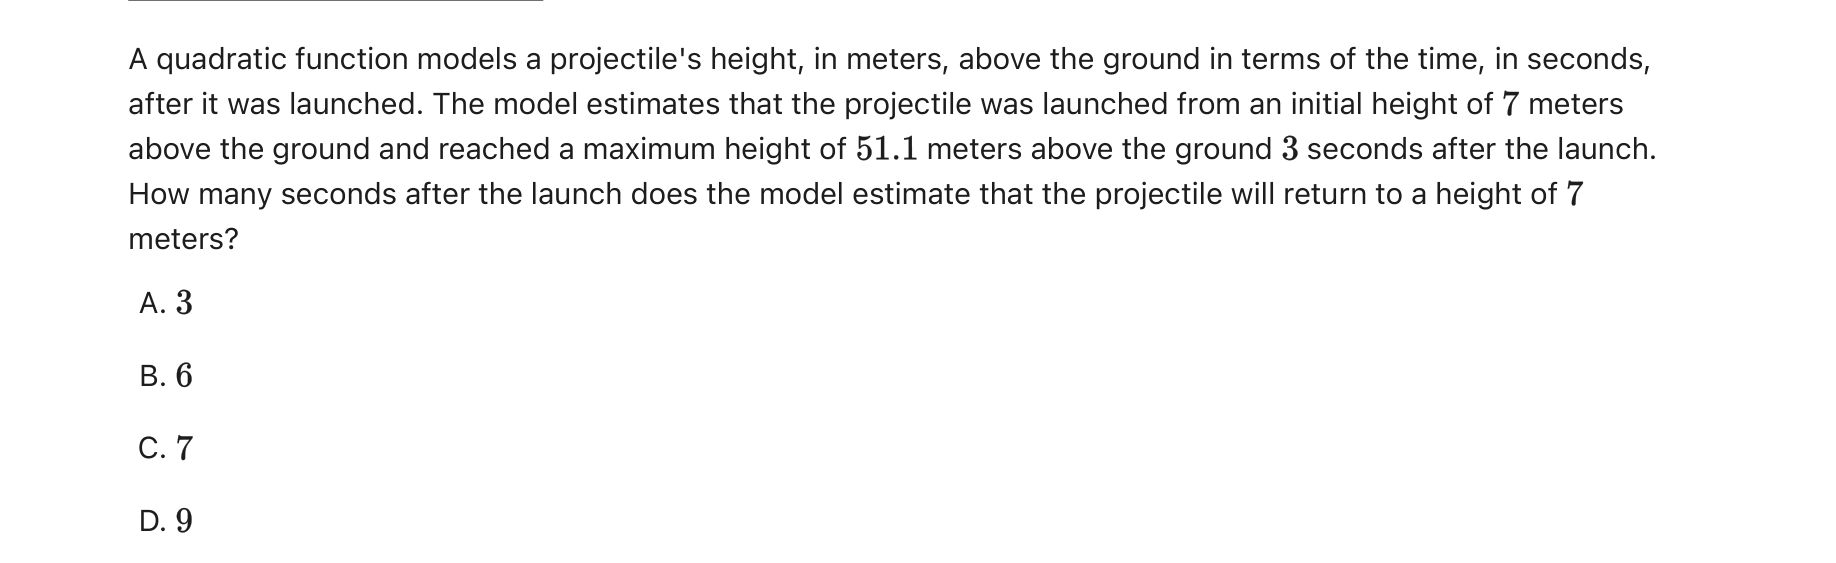 A quadratic function models a projectile's height, in meters, above the ground in terms of the time, in seconds,
after it was launched. The model estimates that the projectile was launched from an initial height of 7 meters
above the ground and reached a maximum height of 51.1 meters above the ground 3 seconds after the launch.
How many seconds after the launch does the model estimate that the projectile will return to a height of 7
meters?
A. 3
B. 6
C. 7
D. 9